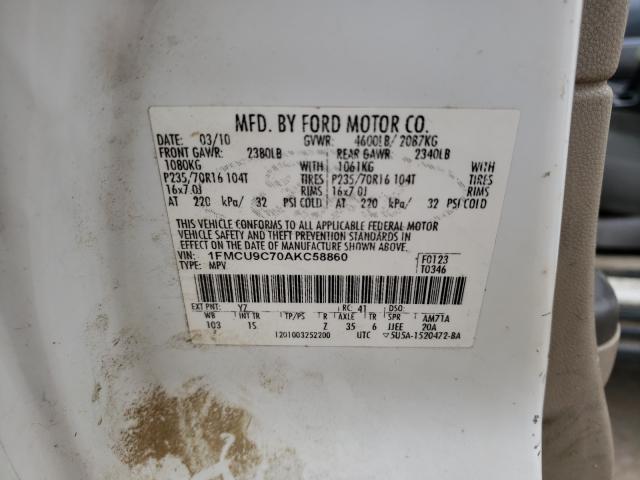 MFD. BY FORD MOTOR CO.
DATE: 03/10 GVWR: 4600LB/ 2087KG
FRONT GAWR: 2380LB REAR GAWR: 2340LB
1080KG WITH 1061KG WITH
P235/70R16 104T TIRES P235/70R16 104T TIRES
16x7.0J RIMS 16x7.0J RIMS
AT 220 kPa/ 32 PSI COLD AT 220 kPa/ 32 PSI COLD
THIS VEHICLE CONFORMS TO ALL APPLICABLE FEDERAL MOTOR
VEHICLE SAFETY AND THEFT PREVENTION STANDARDS IN
EFFECT ON THE DATE OF MANUFACTURE SHOWN ABOVE.
VIN: 1FMCU9C70AKC58860 F0123
TYPE: MPV T0346
EXT PNT: YZ RC: 41 DSO:
WB INT TR TP/PS R AXLE TR SPR AM71A
103 1S Z 35 6 JJEE 20A
1201003252200 UTC 5U5A-1520472-BA